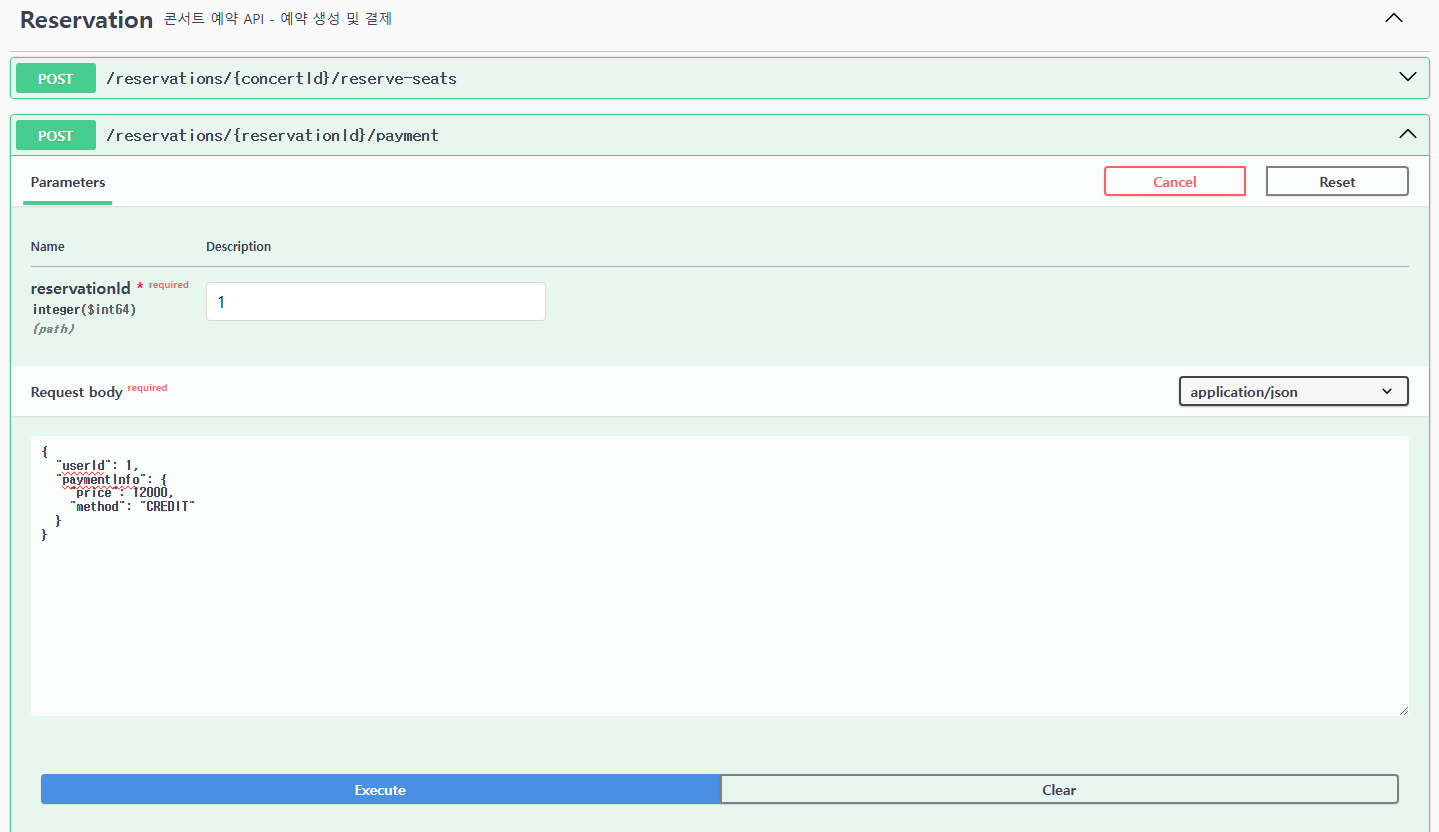 Reservation 콘서트 예약 API - 예약 생성 및 결제
POST /reservations/{concertId}/reserve-seats
POST /reservations/{reservationId}/payment
Parameters Cancel Reset
Name Description
reservationId * required
integer($int64)
(path)
1
Request body required application/json
{
  "userId": 1,
  "paymentInfo": {
    "price": 12000,
    "method": "CREDIT"
  }
}
Execute Clear